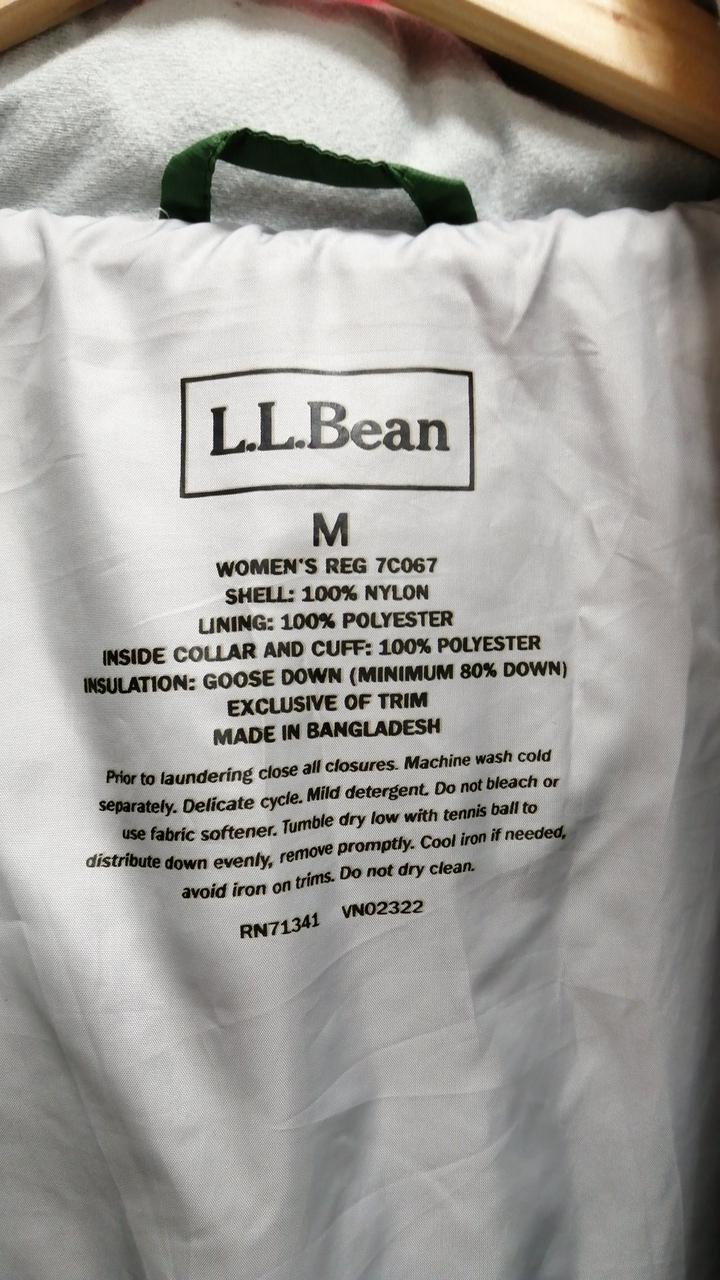 L.L.Bean
M
WOMEN'S REG 7C067
SHELL: 100% NYLON
LINING: 100% POLYESTER
INSIDE COLLAR AND CUFF: 100% POLYESTER
INSULATION: GOOSE DOWN (MINIMUM 80% DOWN)
EXCLUSIVE OF TRIM
MADE IN BANGLADESH
Prior to laundering close all closures. Machine wash cold
separately. Delicate cycle. Mild detergent. Do not bleach or
use fabric softener. Tumble dry low with tennis ball to
distribute down evenly, remove promptly. Cool iron if needed,
avoid iron on trims. Do not dry clean.
RN71341 VN02322